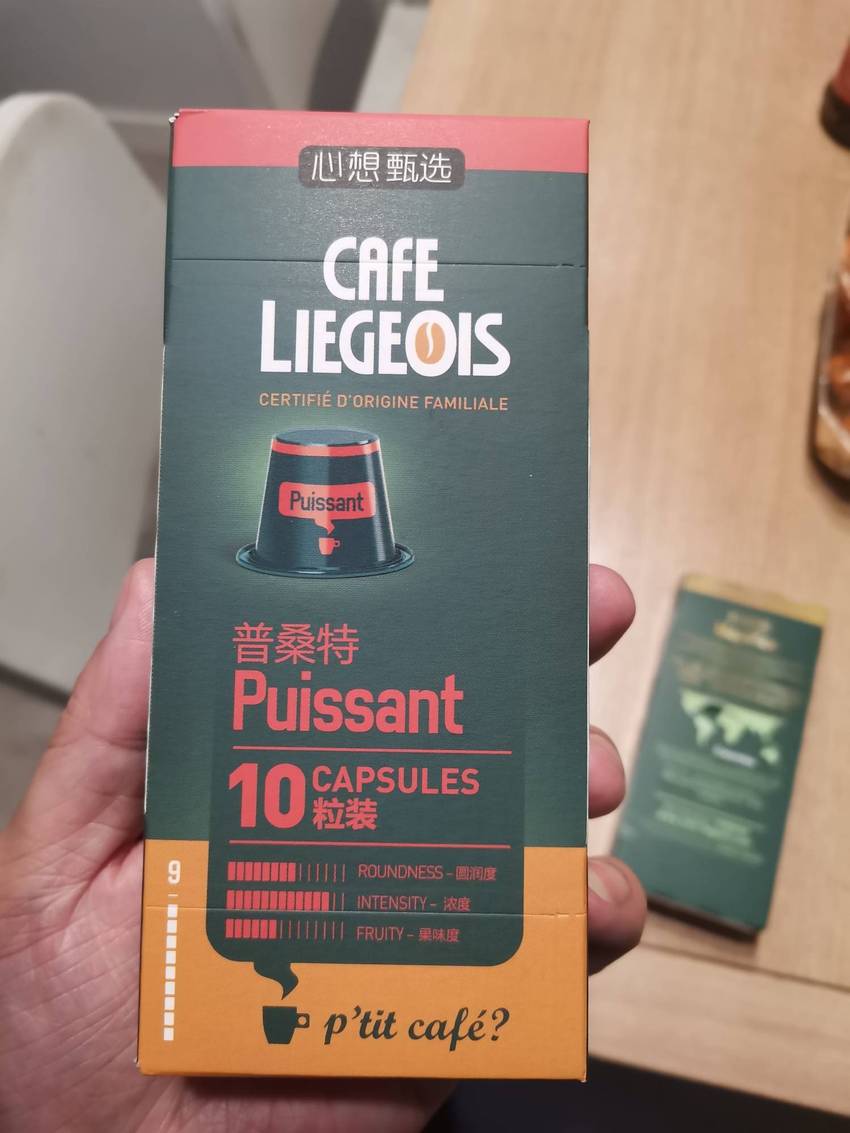 心想 甄选
CAFE
LIEGEOIS
CERTIFIÉ D'ORIGINE FAMILIALE
Puissant
普桑特
Puissant
10 CAPSULES
粒装
ROUNDNESS – 圆润度
9
INTENSITY – 浓度
FRUITY – 果味度
p'tit café?